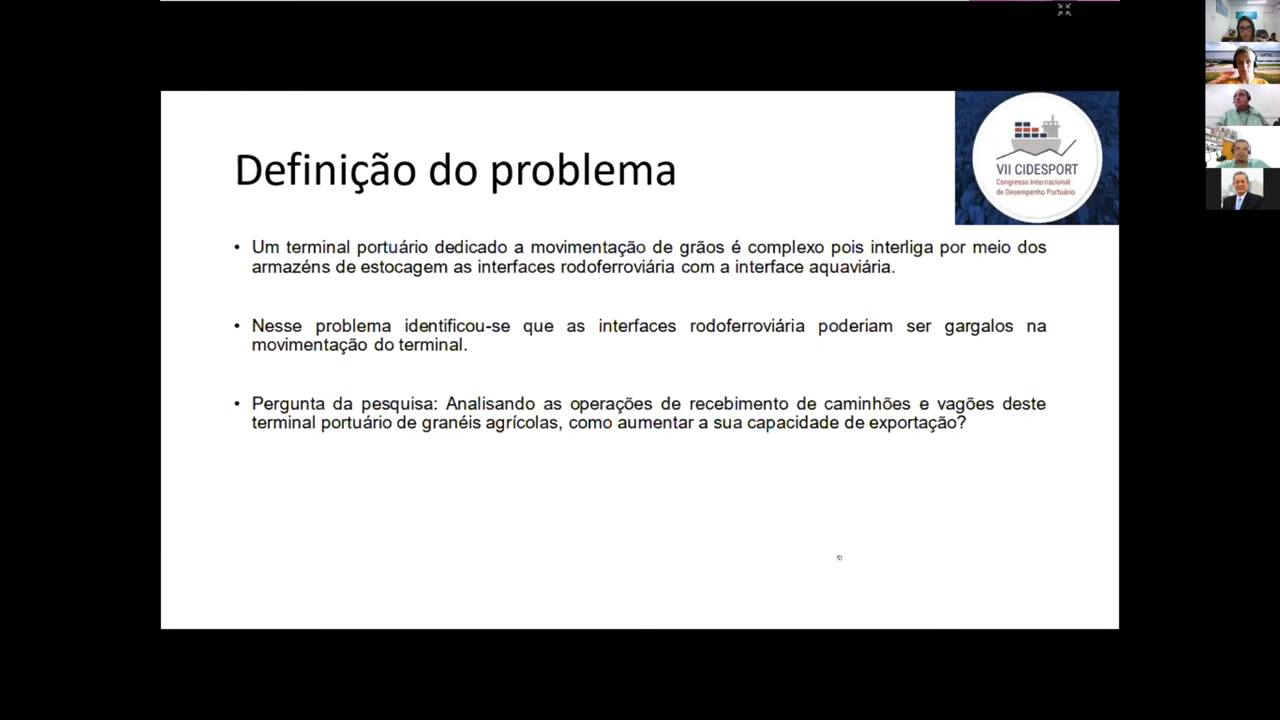 Definição do problema
VII CIDESPORT
Congresso Internacional
de Desempenho Portuário
• Um terminal portuário dedicado a movimentação de grãos é complexo pois interliga por meio dos
armazéns de estocagem as interfaces rodoferroviária com a interface aquaviária.
• Nesse problema identificou-se que as interfaces rodoferroviária poderiam ser gargalos na
movimentação do terminal.
• Pergunta da pesquisa: Analisando as operações de recebimento de caminhões e vagões deste
terminal portuário de granéis agrícolas, como aumentar a sua capacidade de exportação?